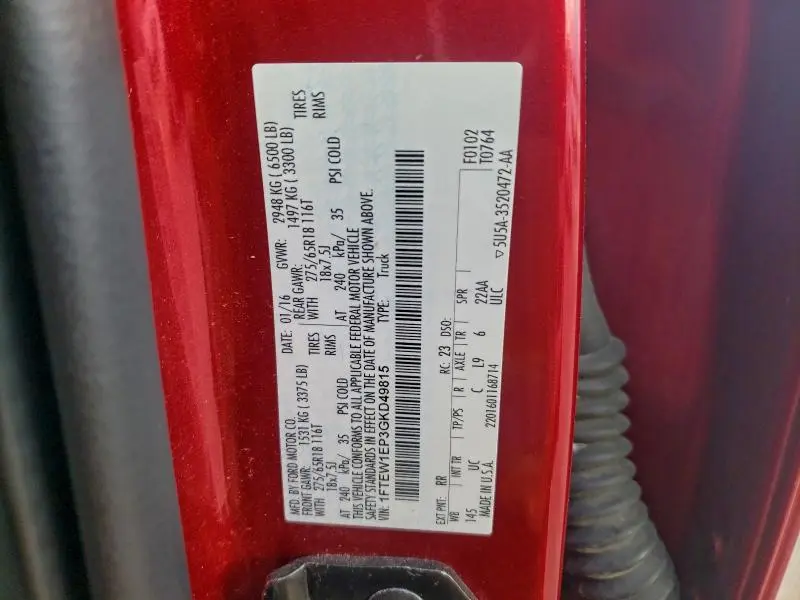 MFD. BY FORD MOTOR CO.
DATE: 01/16 GVWR: 2948 KG ( 6500 LB)
FRONT GAWR: 1531 KG ( 3375 LB) REAR GAWR: 1497 KG ( 3300 LB)
WITH 275/65R18 116T TIRES WITH 275/65R18 116T TIRES
18x7.5J RIMS 18x7.5J RIMS
AT 240 kPa/ 35 PSI COLD AT 240 kPa/ 35 PSI COLD
THIS VEHICLE CONFORMS TO ALL APPLICABLE FEDERAL MOTOR VEHICLE
SAFETY STANDARDS IN EFFECT ON THE DATE OF MANUFACTURE SHOWN ABOVE.
VIN: 1FTEW1EP3GKD49815 TYPE: Truck
EXT PNT: RR RC: 23 DSO: F0102
T0764
WB INT TR TP/PS R AXLE TR SPR
145 UC C L9 6 22AA
2201601168714 ULC
MADE IN U.S.A. ▽5U5A-3520472-AA